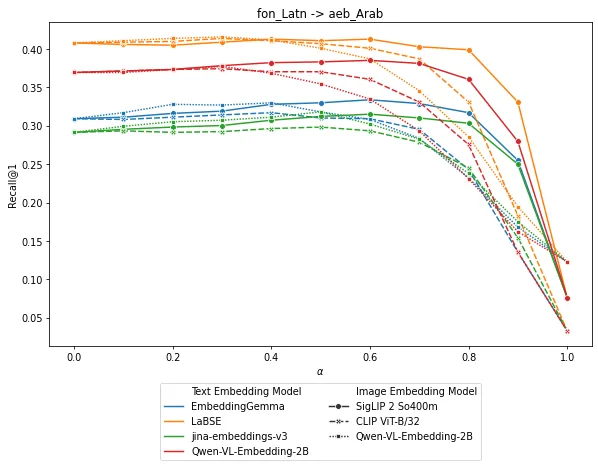 fon_Latn -> aeb_Arab
Recall@1
0.40
0.35
0.30
0.25
0.20
0.15
0.10
0.05
0.0 0.2 0.4 0.6 0.8 1.0
α
Text Embedding Model Image Embedding Model
EmbeddingGemma SigLIP 2 So400m
LaBSE CLIP ViT-B/32
jina-embeddings-v3 Qwen-VL-Embedding-2B
Qwen-VL-Embedding-2B